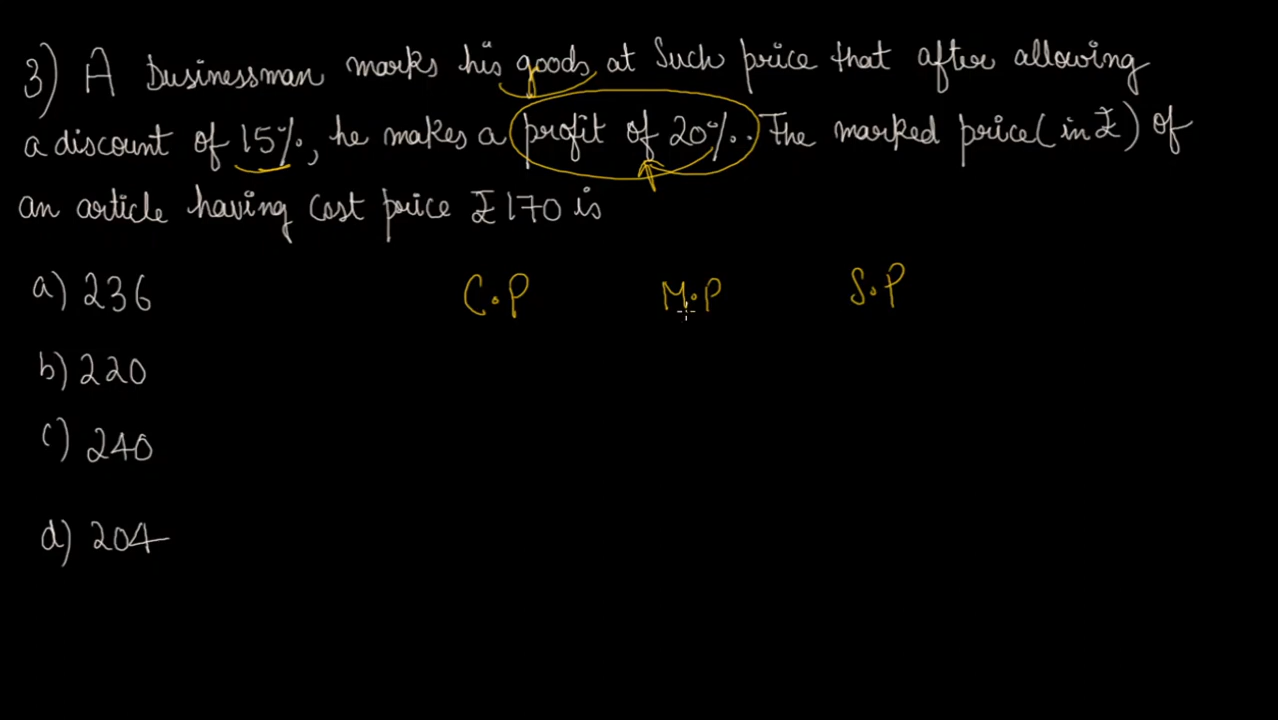 3) A businessman marks his goods at Such price that after allowing
a discount of 15%, he makes a profit of 20%. The marked price (in ₹) of
an article having cost price ₹170 is
a) 236 C.P M.P S.P
b) 220
c) 240
d) 204